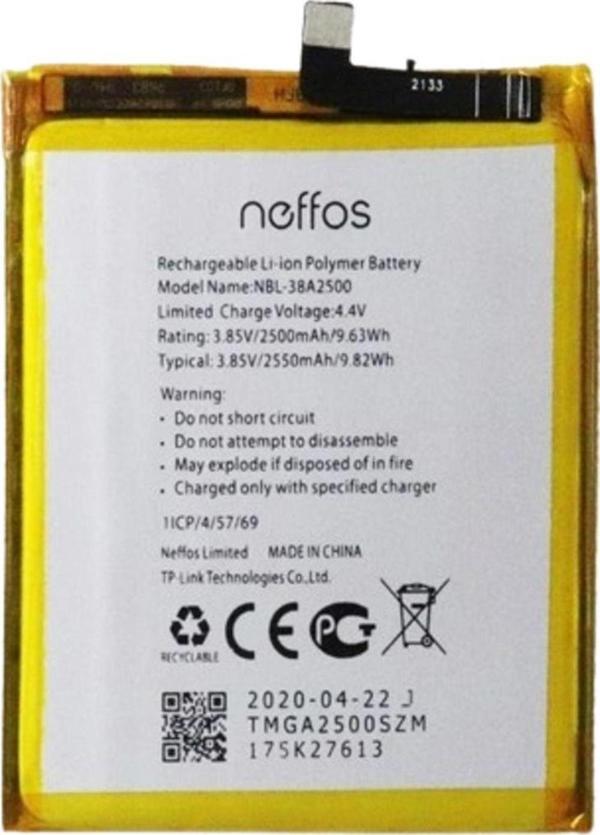 2133
neffos
Rechargeable Li-ion Polymer Battery
Model Name:NBL-38A2500
Limited Charge Voltage:4.4V
Rating: 3.85V/2500mAh/9.63Wh
Typical: 3.85V/2550mAh/9.82Wh
Warning:
• Do not short circuit
• Do not attempt to disassemble
• May explode if disposed of in fire
• Charged only with specified charger
1ICP/4/57/69
Neffos Limited MADE IN CHINA
TP-Link Technologies Co.,Ltd.
CE
RECYCLABLE
2020-04-22 J
TMGA2500SZM
175K27613